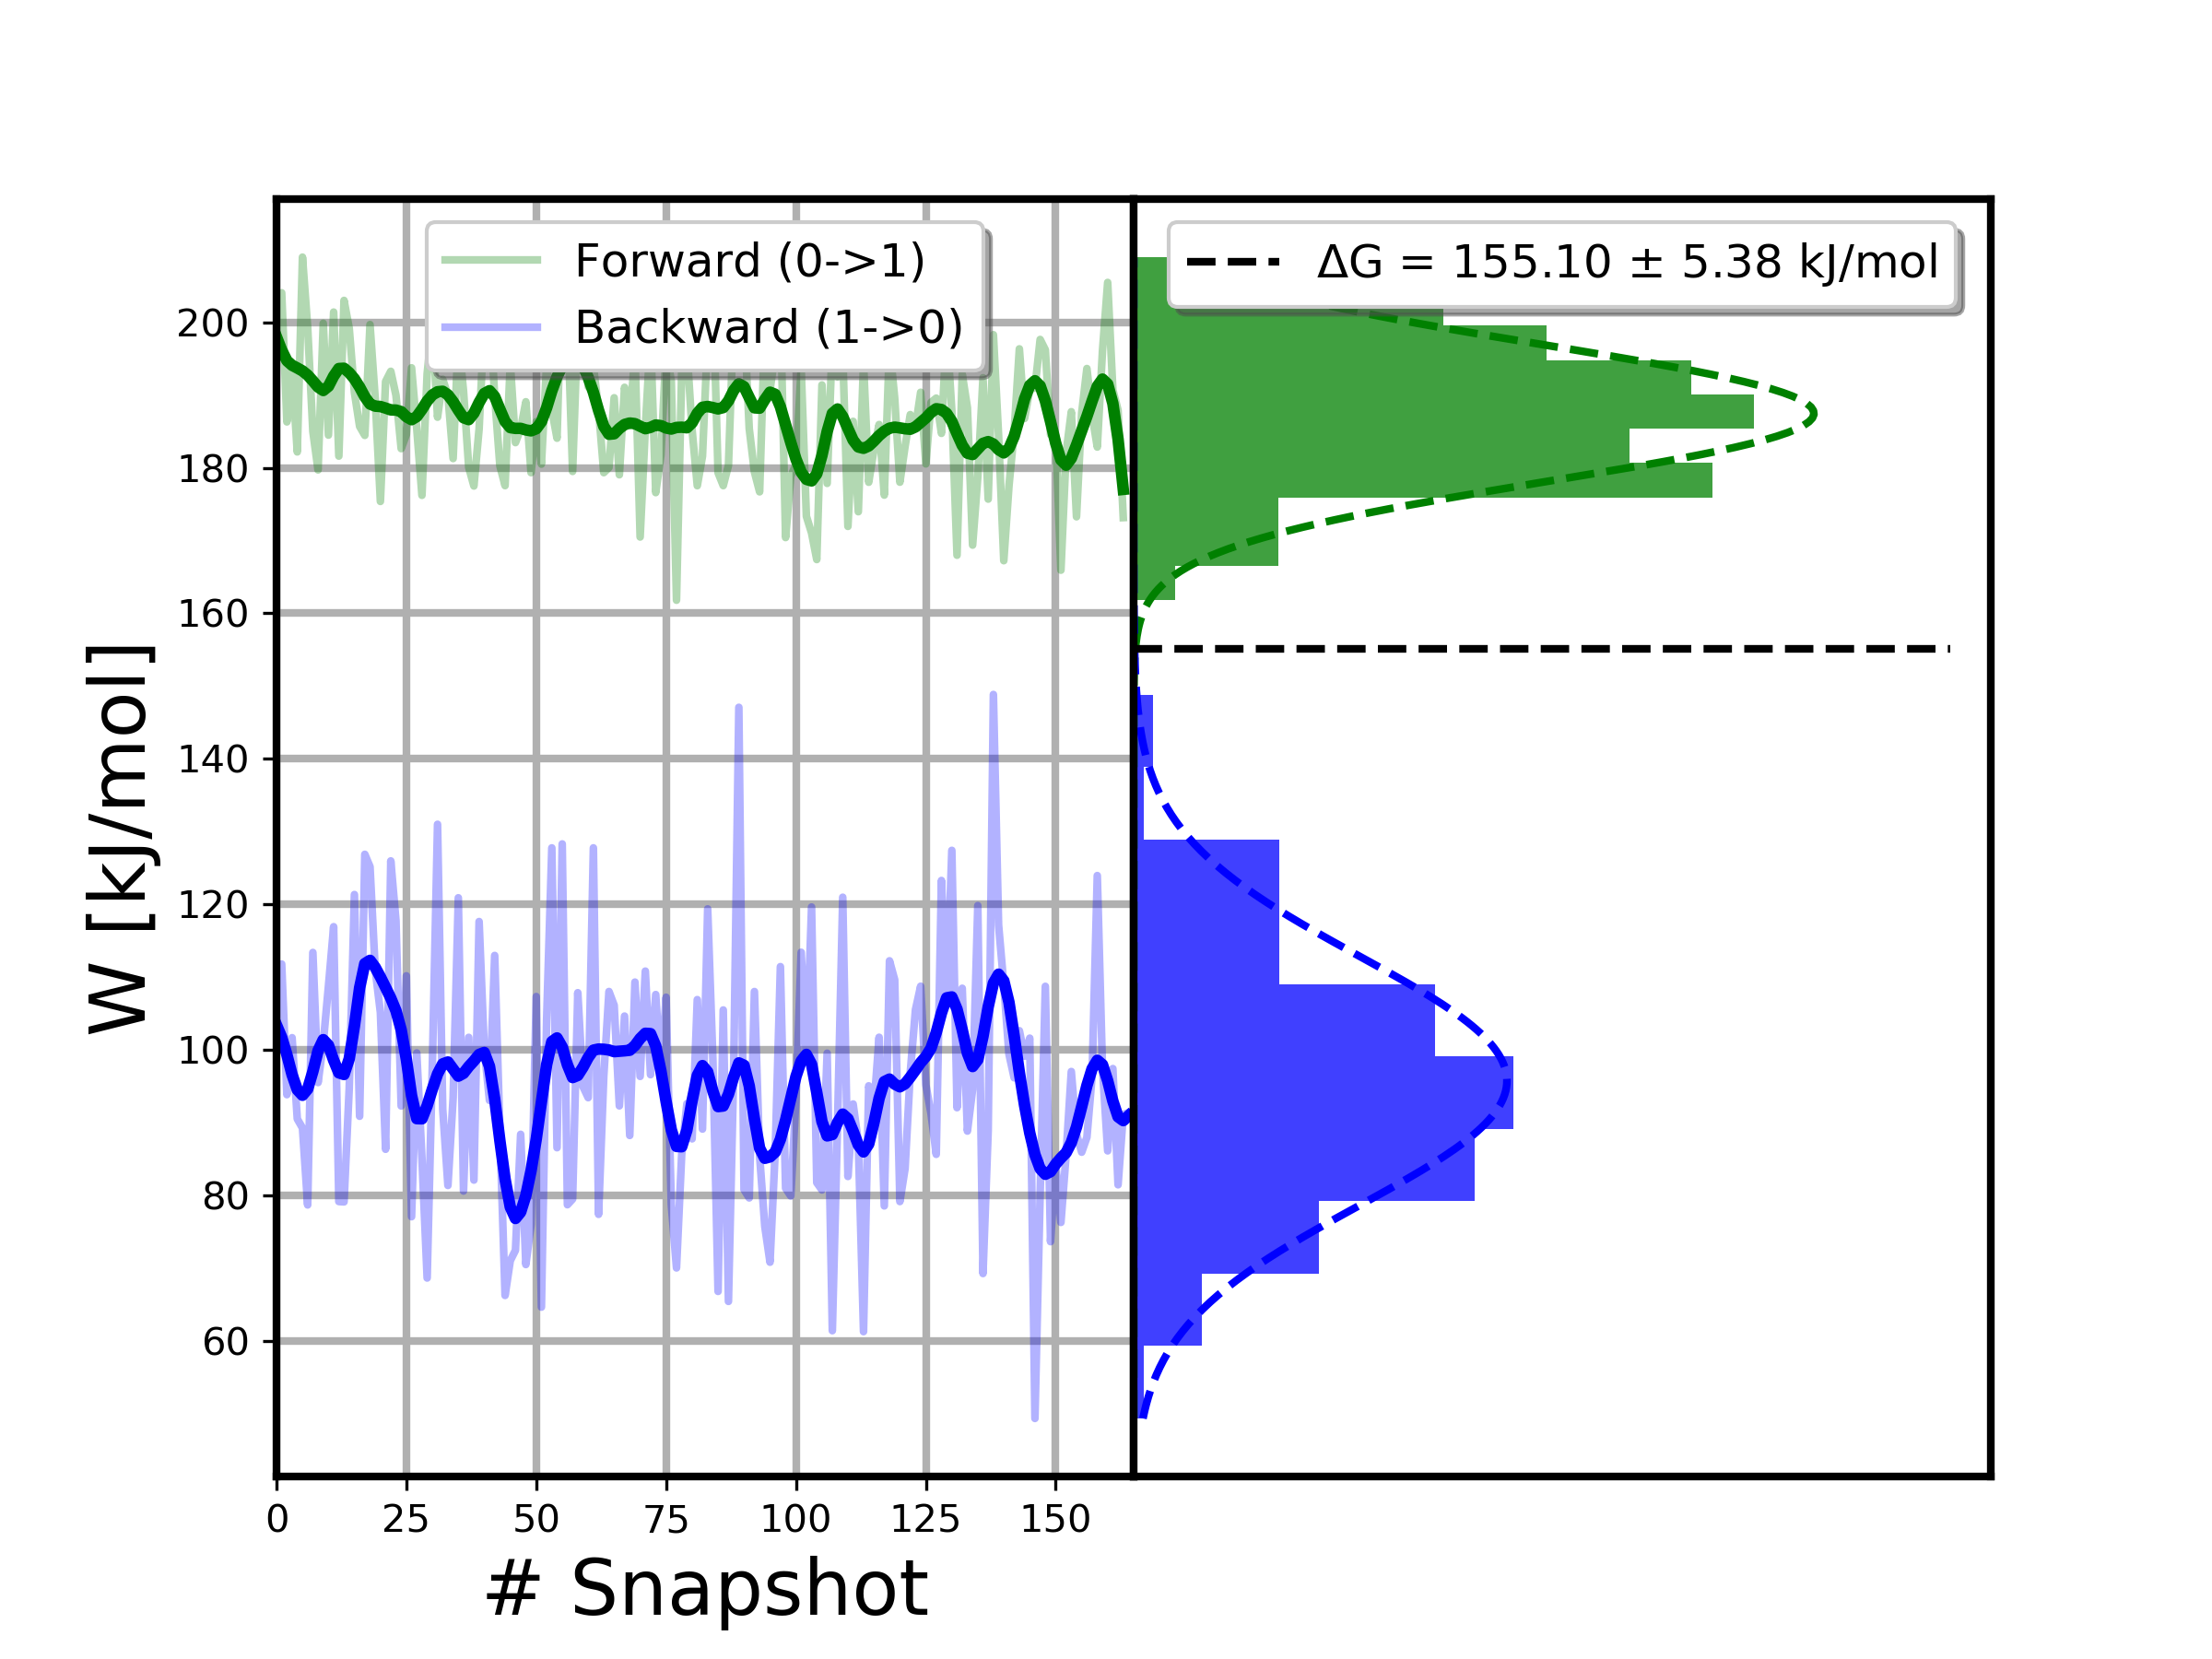 Forward (0->1)
Backward (1->0)
ΔG = 155.10 ± 5.38 kJ/mol
W [kJ/mol]
200
180
160
140
120
100
80
60
0 25 50 75 100 125 150
# Snapshot